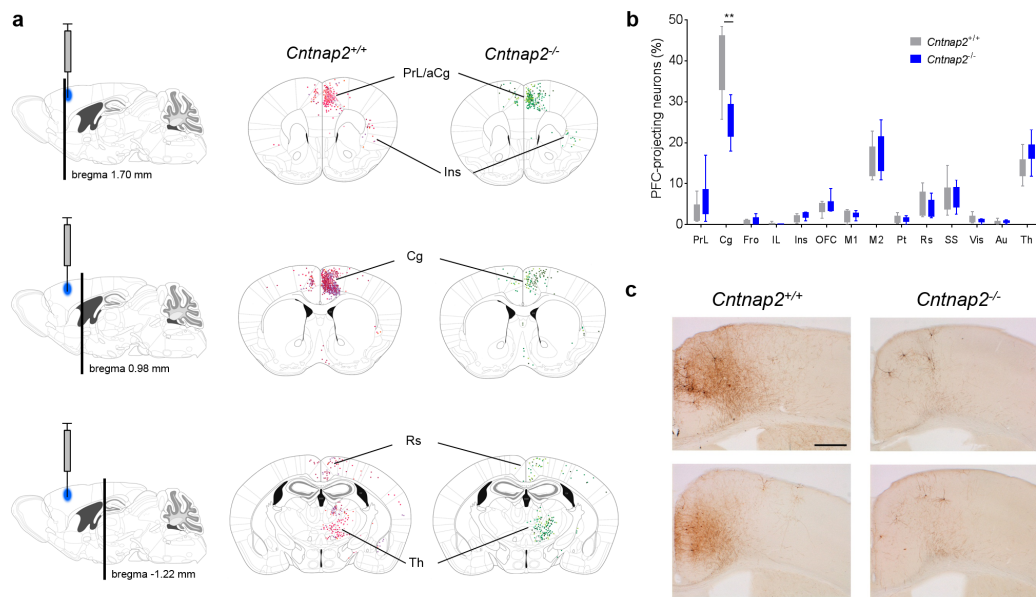 a
Cntnap2+/+
Cntnap2-/-
PrL/aCg
Ins
bregma 1.70 mm
Cg
bregma 0.98 mm
Rs
Th
bregma -1.22 mm
b
PFC-projecting neurons (%)
50
40
30
20
10
0
**
Cntnap2+/+
Cntnap2-/-
PrL Cg Fro IL Ins OFC M1 M2 Pt Rs SS Vis Au Th
c
Cntnap2+/+
Cntnap2-/-